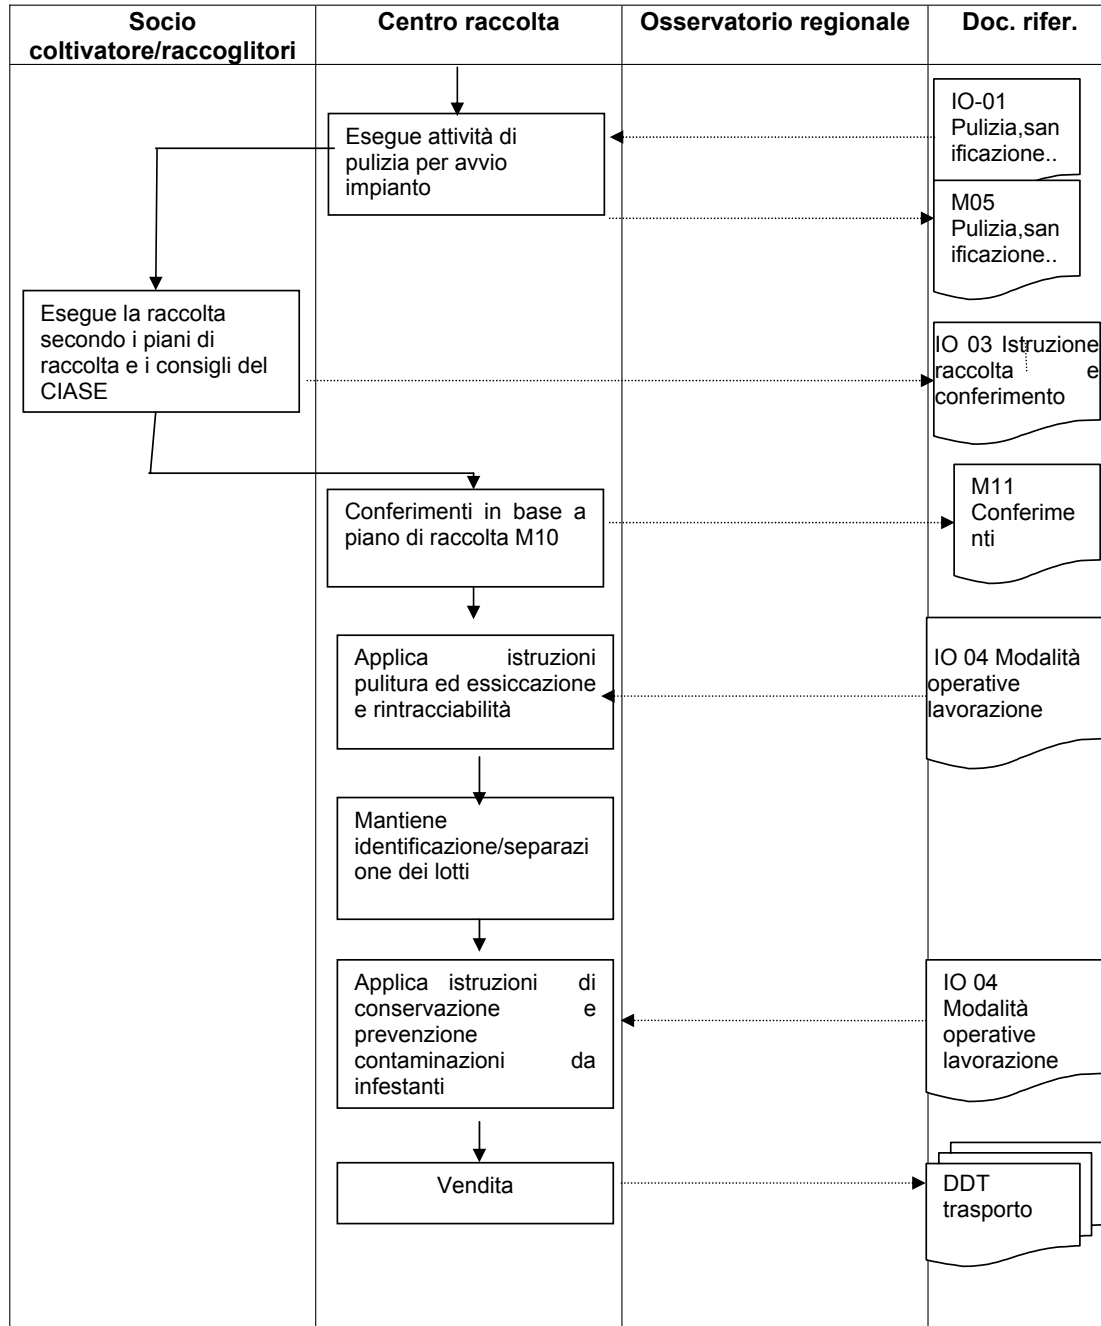 Socio
coltivatore/raccoglitori
Centro raccolta
Osservatorio regionale
Doc. rifer.
Esegue attività di
pulizia per avvio
impianto
IO-01
Pulizia,san
ificazione..
M05
Pulizia,san
ificazione..
Esegue la raccolta
secondo i piani di
raccolta e i consigli del
CIASE
IO 03 Istruzione
raccolta e
conferimento
Conferimenti in base a
piano di raccolta M10
M11
Conferime
nti
Applica istruzioni
pulitura ed essiccazione
e rintracciabilità
IO 04 Modalità
operative
lavorazione
Mantiene
identificazione/separazi
one dei lotti
Applica istruzioni di
conservazione e
prevenzione
contaminazioni da
infestanti
IO 04
Modalità
operative
lavorazione
Vendita
DDT
trasporto